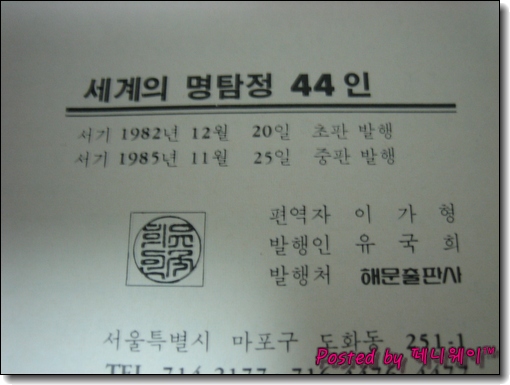 세계의 명탐정 44인
서기 1982년 12월 20일 초판 발행
서기 1985년 11월 25일 중판 발행
편역자 이가형
발행인 유국희
발행처 해문출판사
서울특별시 마포구 도화동 251-1
TEL
Posted by 페니웨이™